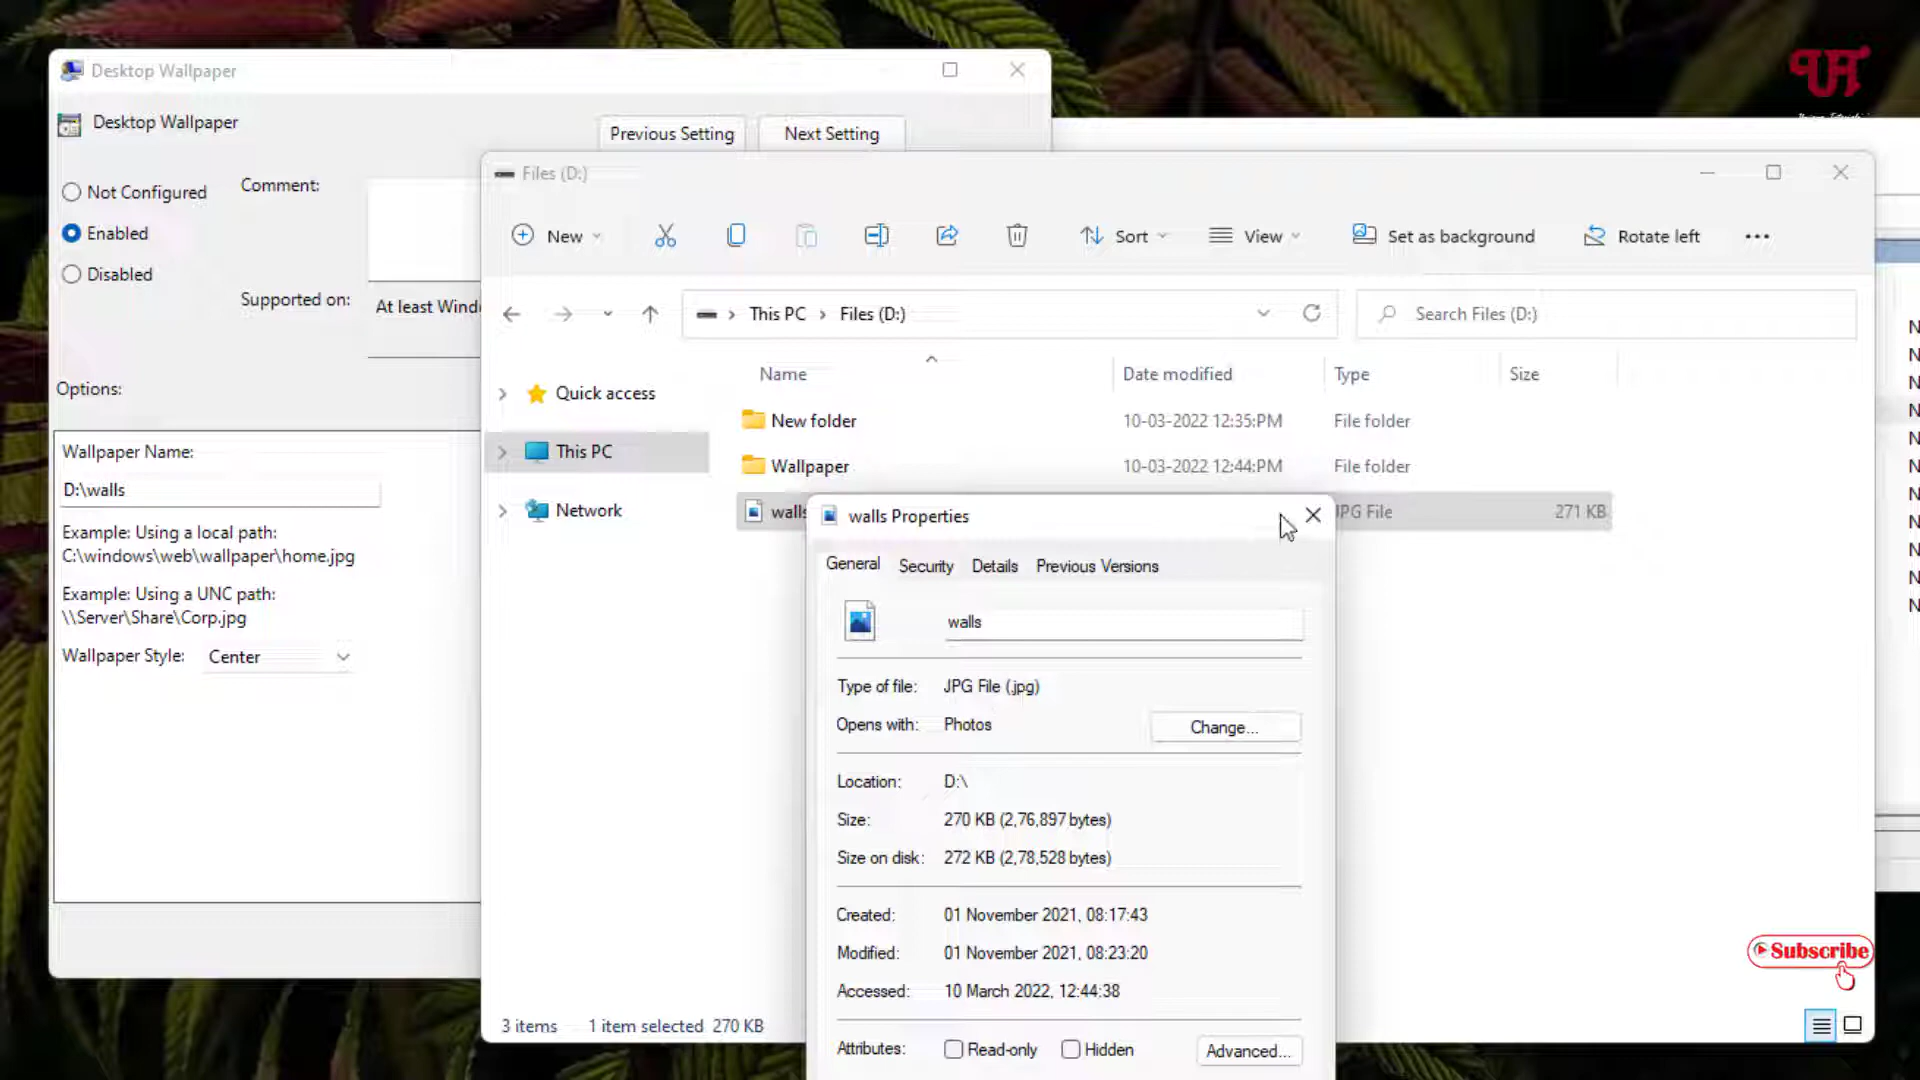 Desktop Wallpaper
Desktop Wallpaper
Previous Setting
Next Setting
Not Configured
Enabled
Disabled
Comment:
Supported on:
At least Wind
Options:
Wallpaper Name:
D:\walls
Example: Using a local path:
C:\windows\web\wallpaper\home.jpg
Example: Using a UNC path:
\\Server\Share\Corp.jpg
Wallpaper Style: Center
Files (D:)
New Sort View Set as background Rotate left
This PC Files (D:)
Search Files (D:)
Quick access
This PC
Network
Name Date modified Type Size
New folder 10-03-2022 12:35:PM File folder
Wallpaper 10-03-2022 12:44:PM File folder
walls JPG File 271 KB
walls Properties
General Security Details Previous Versions
walls
Type of file: JPG File (.jpg)
Opens with: Photos Change...
Location: D:\
Size: 270 KB (2,76,897 bytes)
Size on disk: 272 KB (2,78,528 bytes)
Created: 01 November 2021, 08:17:43
Modified: 01 November 2021, 08:23:20
Accessed: 10 March 2022, 12:44:38
Attributes: Read-only Hidden Advanced...
3 items 1 item selected 270 KB
N
N
N
N
N
N
N
N
N
N
N
Subscribe